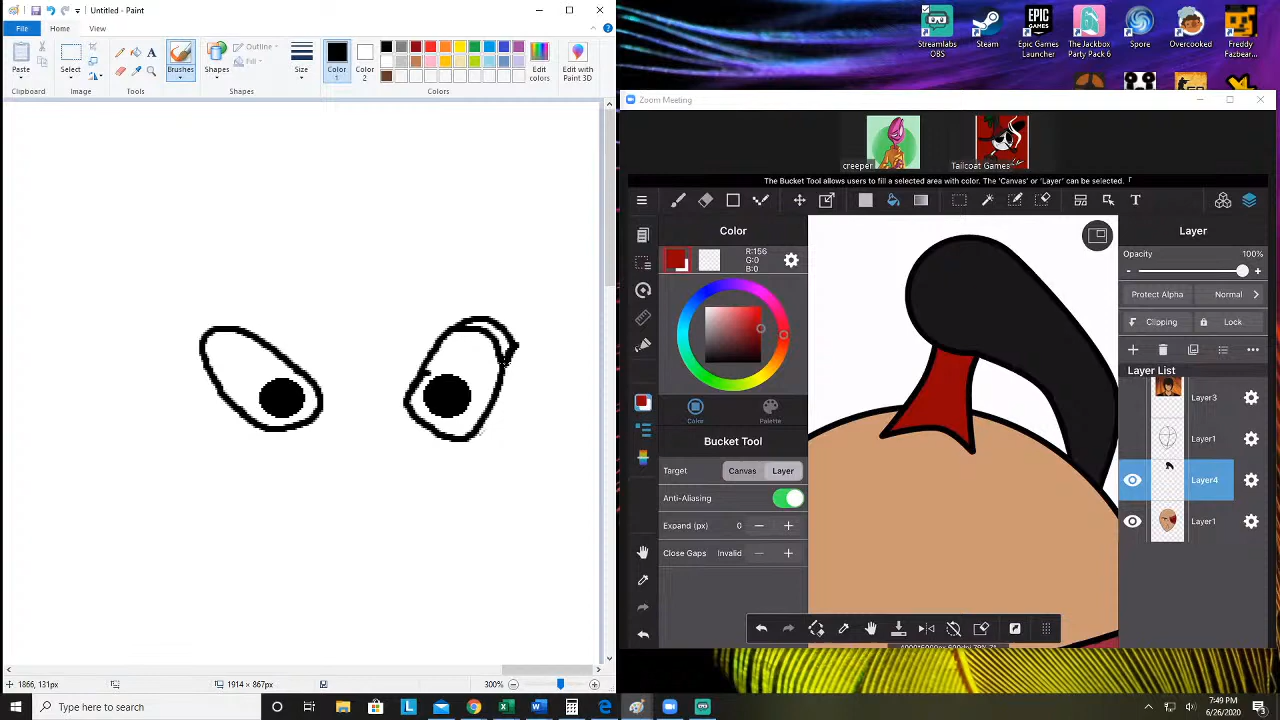 Untitled - Paint
File
Home
View
Paste
Select
Brushes
Shapes
Outline
Fill
Size
Color
1
Color
Edit
colors
Edit with
Paint 3D
Clipboard
Image
Tools
Shapes
Colors
1866, 131px
1914 × 867px
300%
Streamlabs
OBS
Steam
Epic Games
Launcher
The Jackbox
Party Pack 6
Spore
Overcooked
Freddy
Fazbear...
Zoom Meeting
creeper
Tailcoat Games
The Bucket Tool allows users to fill a selected area with color. The 'Canvas' or 'Layer' can be selected.
Color
R:156
G:0
B:0
Color
Palette
Bucket Tool
Target
Canvas
Layer
Anti-Aliasing
Expand (px)
0
Close Gaps
Invalid
Layer
Opacity
100%
Protect Alpha
Normal
Clipping
Lock
Layer List
Layer3
Layer1
Layer4
Layer1
Type here to search
7:49 PM
6/26/2020